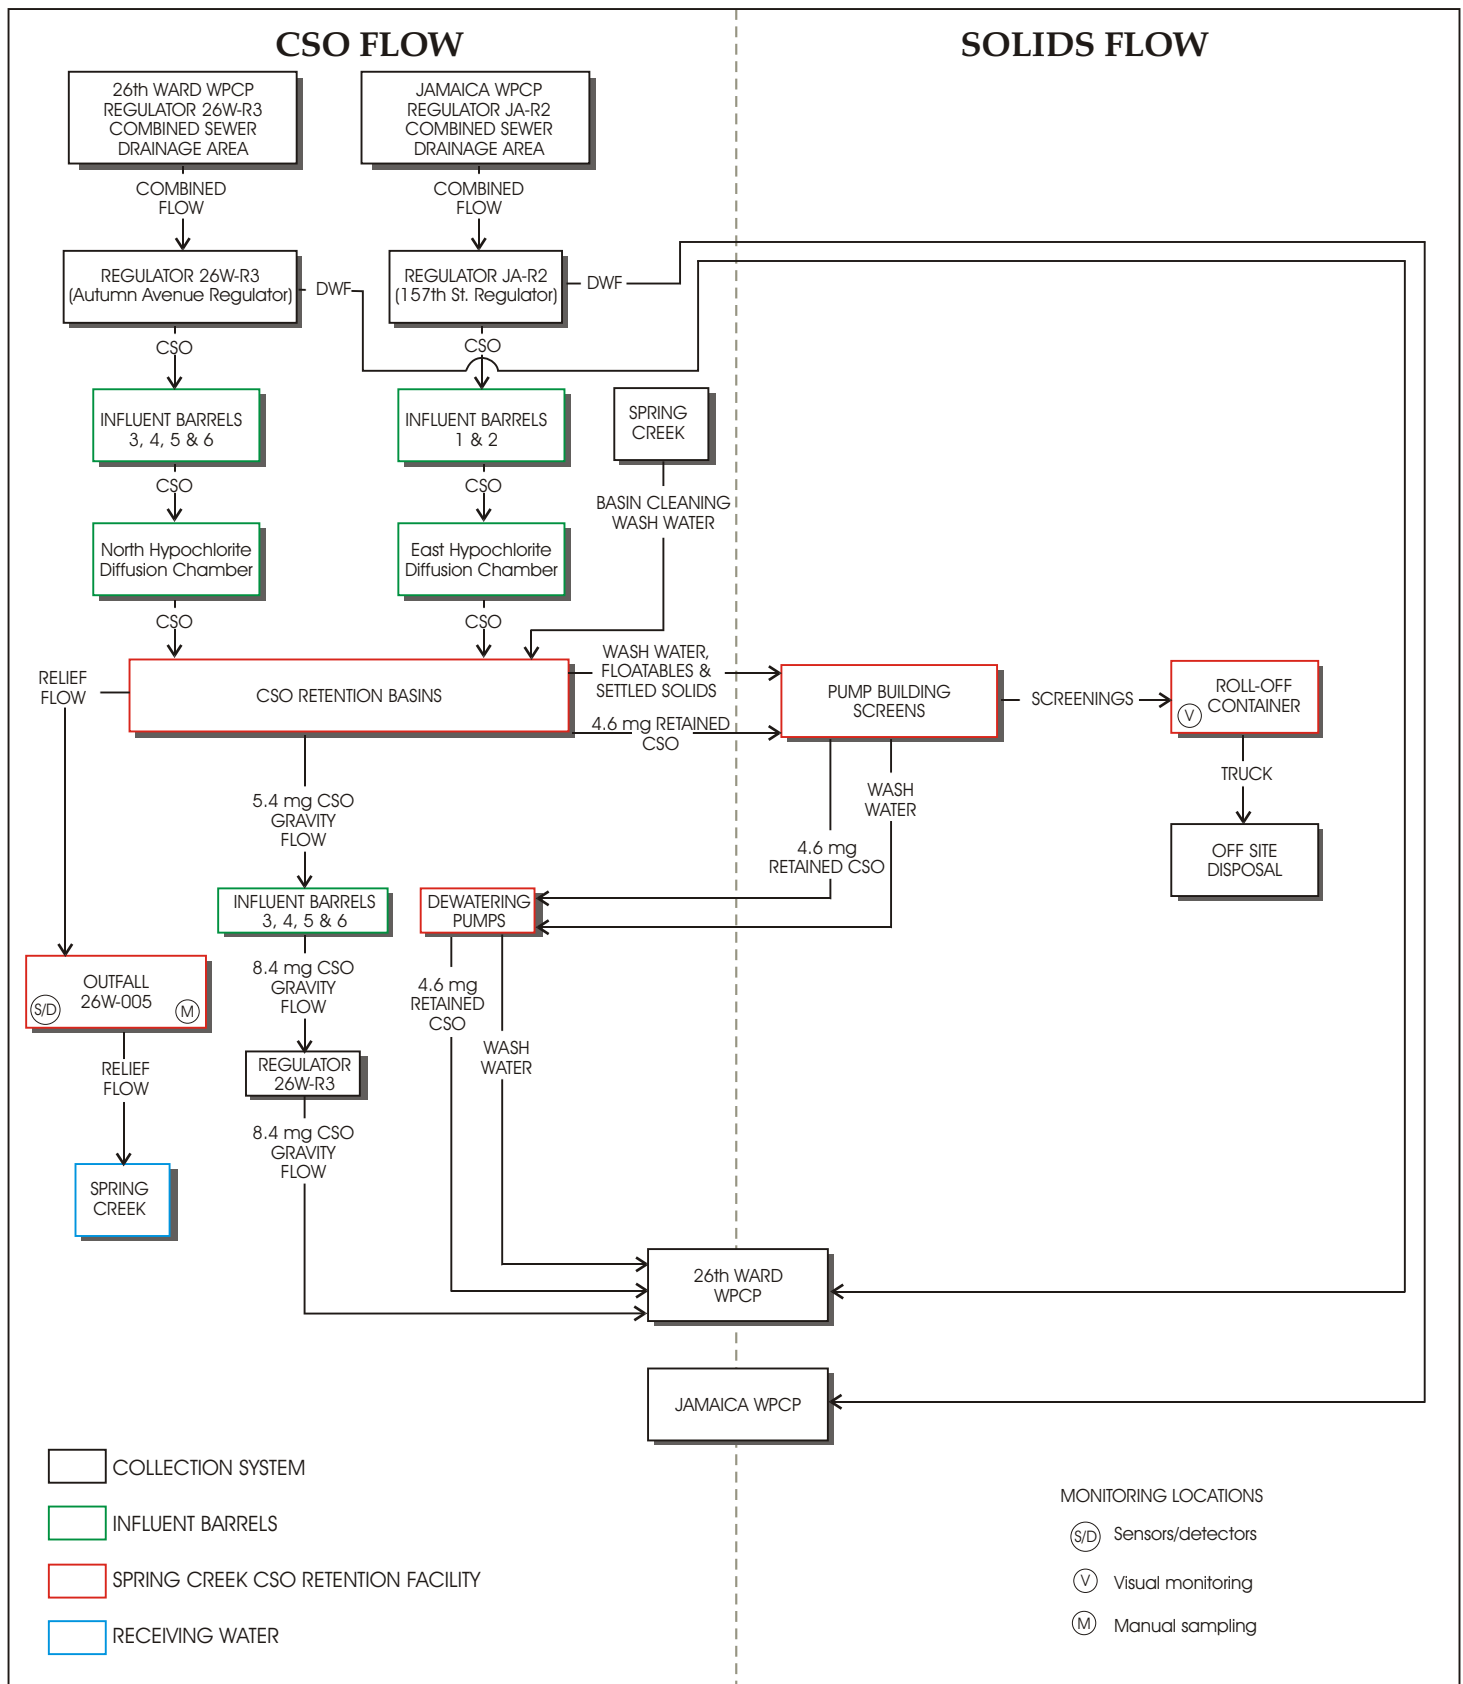 CSO FLOW
SOLIDS FLOW
26th WARD WPCP
REGULATOR 26W-R3
COMBINED SEWER
DRAINAGE AREA
JAMAICA WPCP
REGULATOR JA-R2
COMBINED SEWER
DRAINAGE AREA
COMBINED
FLOW
COMBINED
FLOW
REGULATOR 26W-R3
(Autumn Avenue Regulator)
DWF
REGULATOR JA-R2
(157th St. Regulator)
DWF
CSO
CSO
INFLUENT BARRELS
3, 4, 5 & 6
INFLUENT BARRELS
1 & 2
SPRING
CREEK
CSO
CSO
BASIN CLEANING
WASH WATER
North Hypochlorite
Diffusion Chamber
East Hypochlorite
Diffusion Chamber
CSO
CSO
RELIEF
FLOW
CSO RETENTION BASINS
WASH WATER,
FLOATABLES &
SETTLED SOLIDS
4.6 mg RETAINED
CSO
PUMP BUILDING
SCREENS
SCREENINGS
ROLL-OFF
CONTAINER
V
TRUCK
OFF SITE
DISPOSAL
5.4 mg CSO
GRAVITY
FLOW
WASH
WATER
4.6 mg
RETAINED CSO
INFLUENT BARRELS
3, 4, 5 & 6
DEWATERING
PUMPS
OUTFALL
26W-005
S/D
M
8.4 mg CSO
GRAVITY
FLOW
4.6 mg
RETAINED
CSO
WASH
WATER
RELIEF
FLOW
REGULATOR
26W-R3
8.4 mg CSO
GRAVITY
FLOW
SPRING
CREEK
26th WARD
WPCP
JAMAICA WPCP
COLLECTION SYSTEM
INFLUENT BARRELS
SPRING CREEK CSO RETENTION FACILITY
RECEIVING WATER
MONITORING LOCATIONS
S/D Sensors/detectors
V Visual monitoring
M Manual sampling